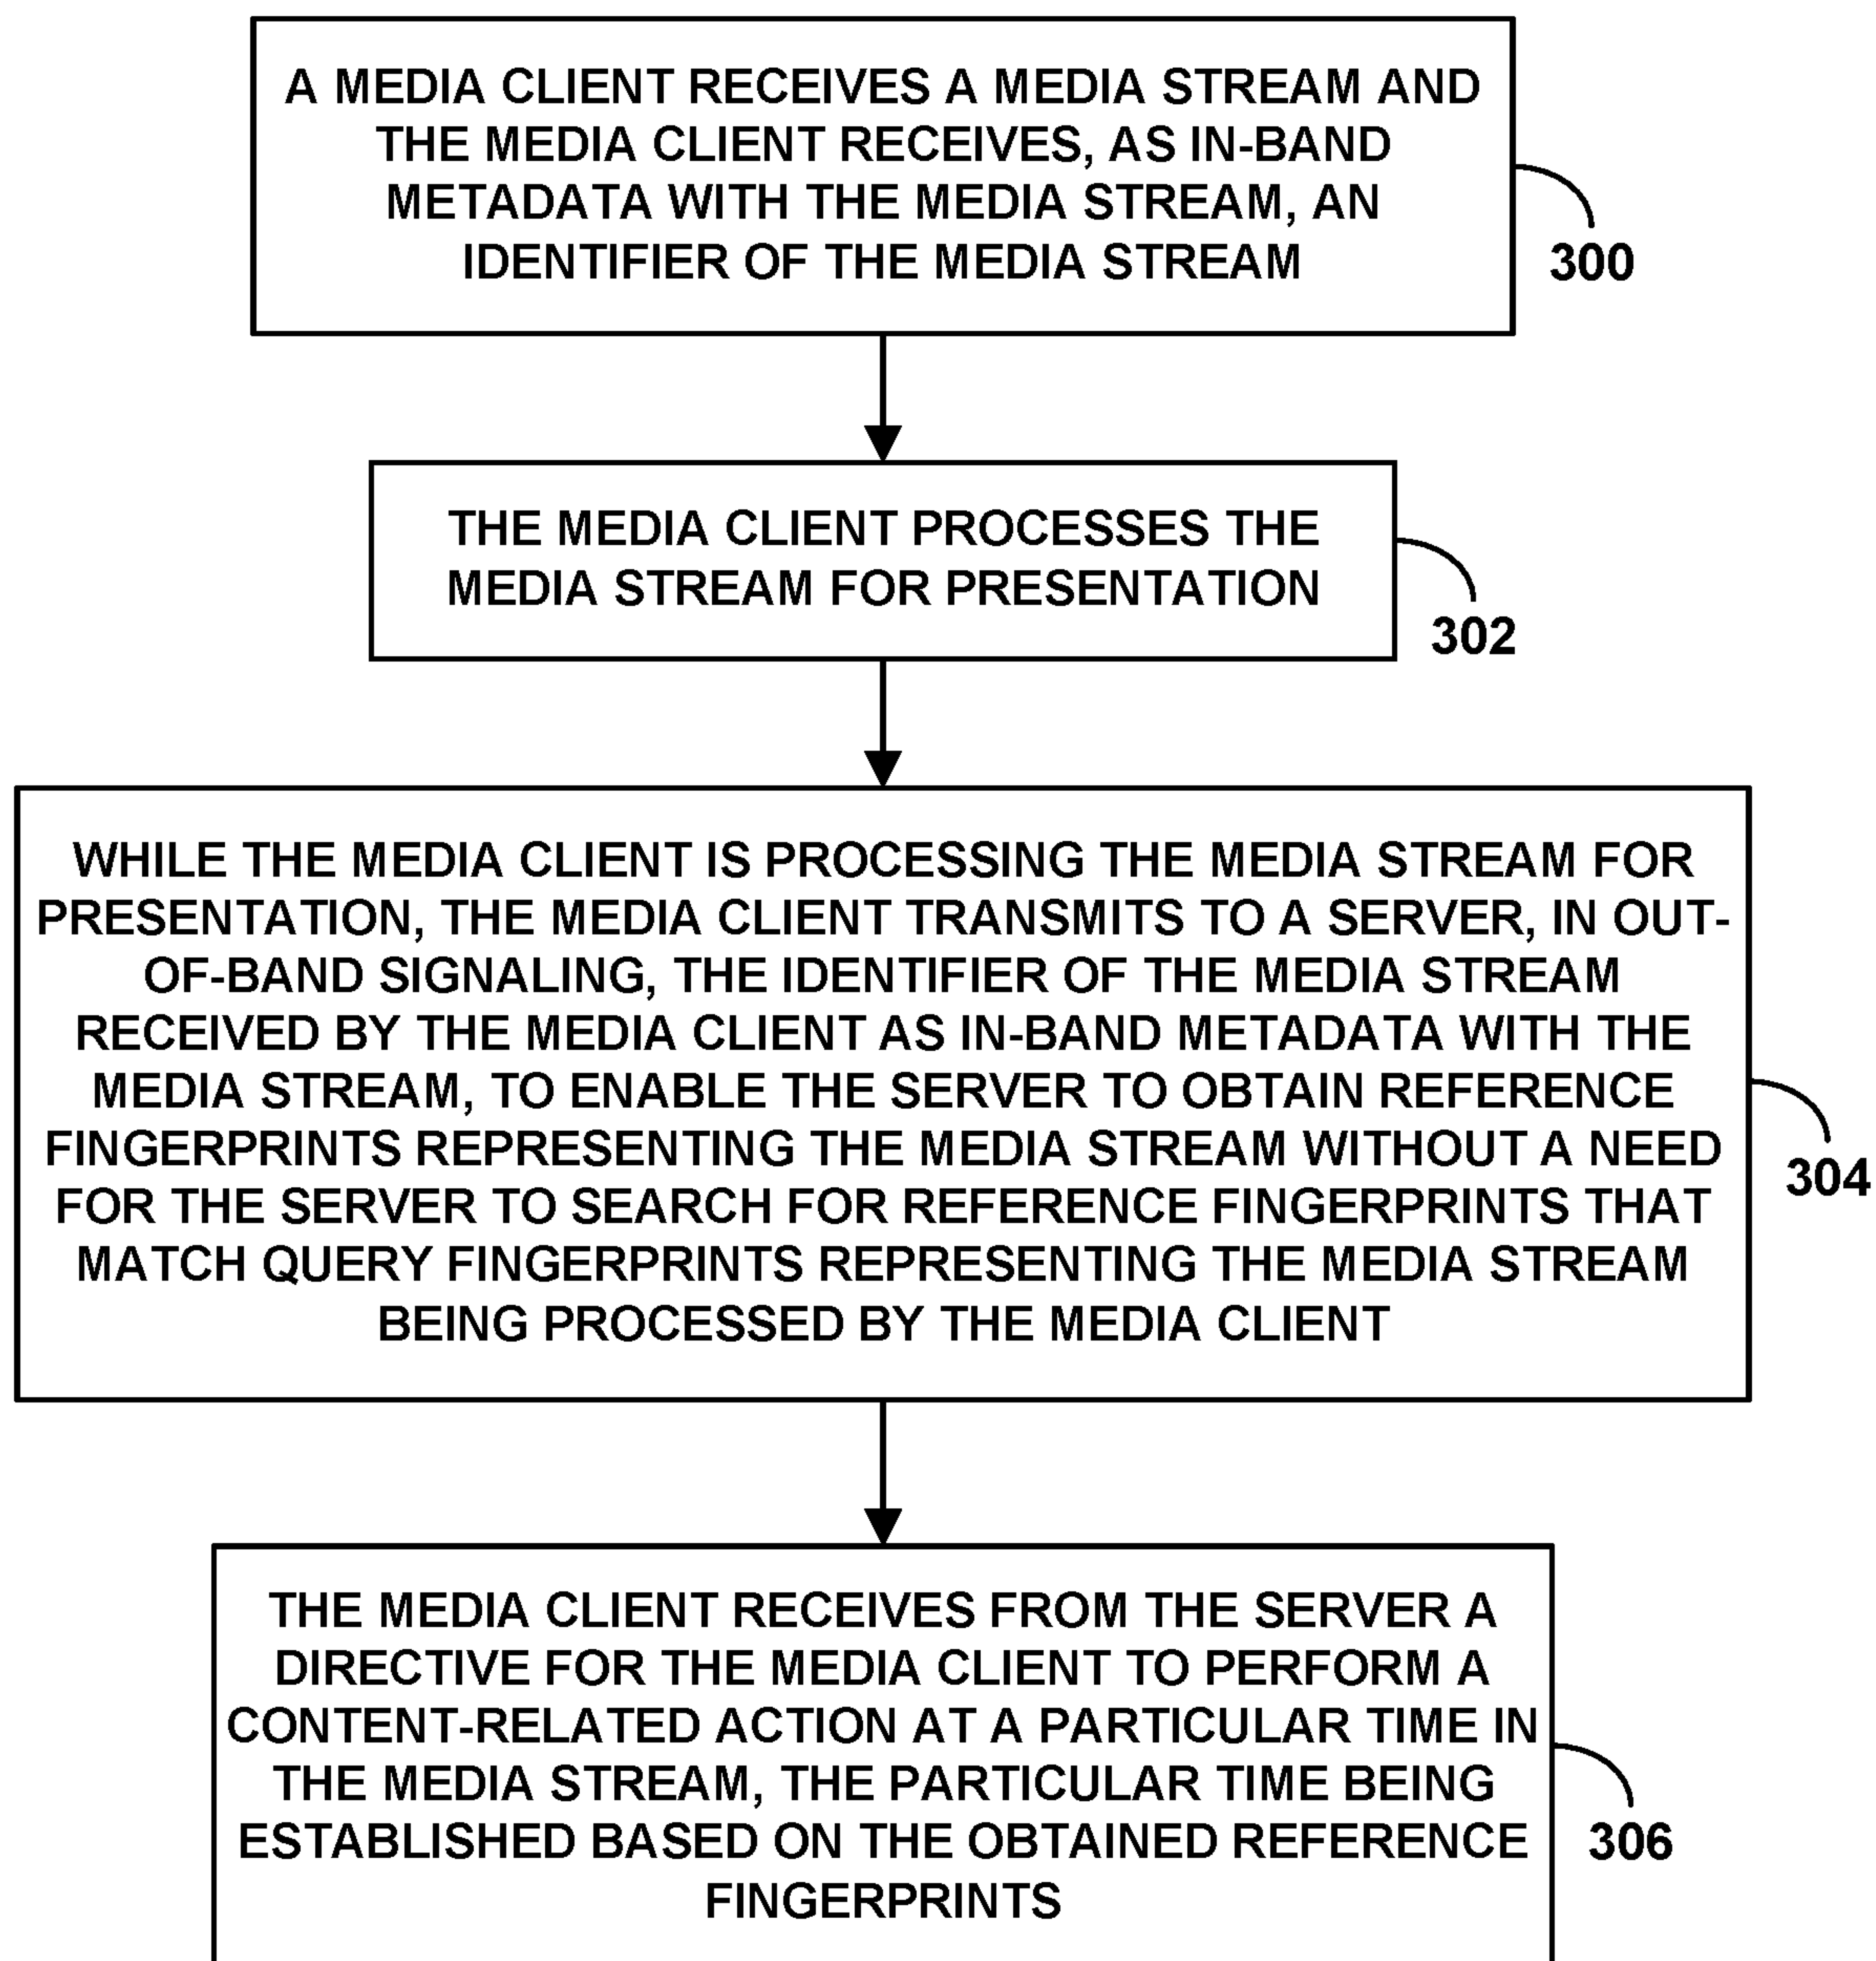 A MEDIA CLIENT RECEIVES A MEDIA STREAM AND
THE MEDIA CLIENT RECEIVES, AS IN-BAND
METADATA WITH THE MEDIA STREAM, AN
IDENTIFIER OF THE MEDIA STREAM
300
THE MEDIA CLIENT PROCESSES THE
MEDIA STREAM FOR PRESENTATION
302
WHILE THE MEDIA CLIENT IS PROCESSING THE MEDIA STREAM FOR
PRESENTATION, THE MEDIA CLIENT TRANSMITS TO A SERVER, IN OUT-
OF-BAND SIGNALING, THE IDENTIFIER OF THE MEDIA STREAM
RECEIVED BY THE MEDIA CLIENT AS IN-BAND METADATA WITH THE
MEDIA STREAM, TO ENABLE THE SERVER TO OBTAIN REFERENCE
FINGERPRINTS REPRESENTING THE MEDIA STREAM WITHOUT A NEED
FOR THE SERVER TO SEARCH FOR REFERENCE FINGERPRINTS THAT
MATCH QUERY FINGERPRINTS REPRESENTING THE MEDIA STREAM
BEING PROCESSED BY THE MEDIA CLIENT
304
THE MEDIA CLIENT RECEIVES FROM THE SERVER A
DIRECTIVE FOR THE MEDIA CLIENT TO PERFORM A
CONTENT-RELATED ACTION AT A PARTICULAR TIME IN
THE MEDIA STREAM, THE PARTICULAR TIME BEING
ESTABLISHED BASED ON THE OBTAINED REFERENCE
FINGERPRINTS
306